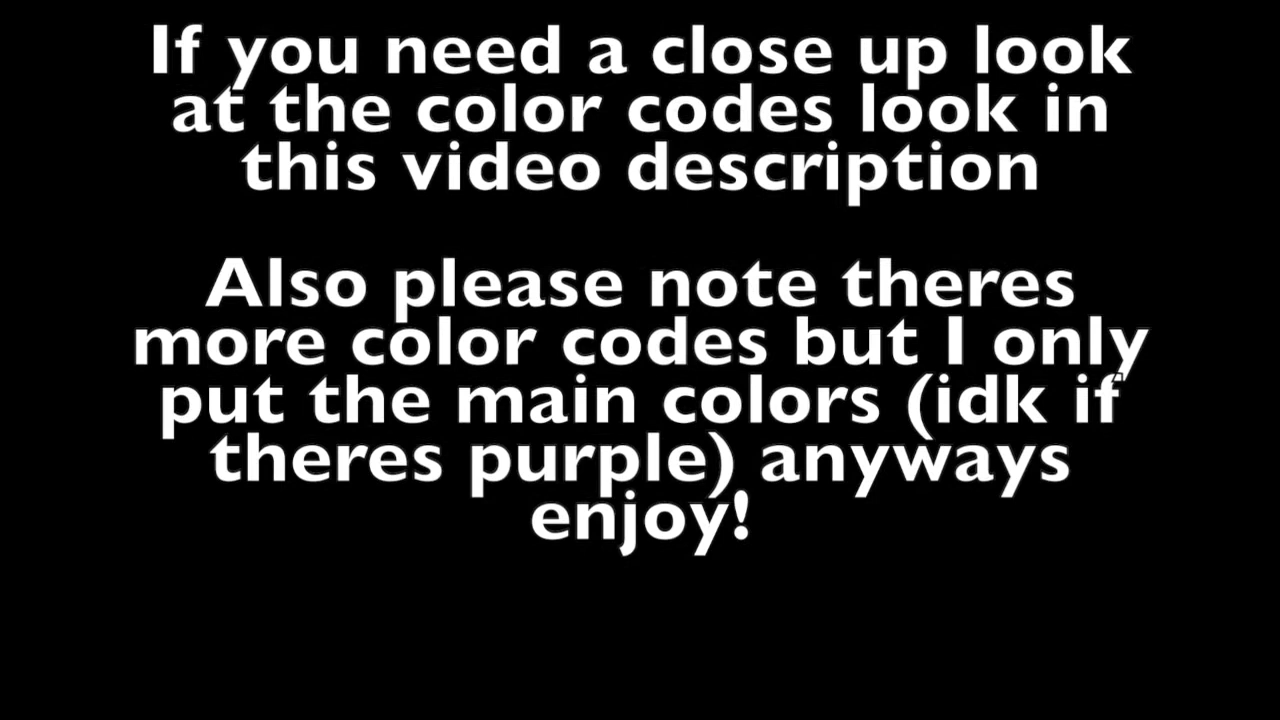 If you need a close up look
at the color codes look in
this video description
Also please note theres
more color codes but I only
put the main colors (idk if
theres purple) anyways
enjoy!